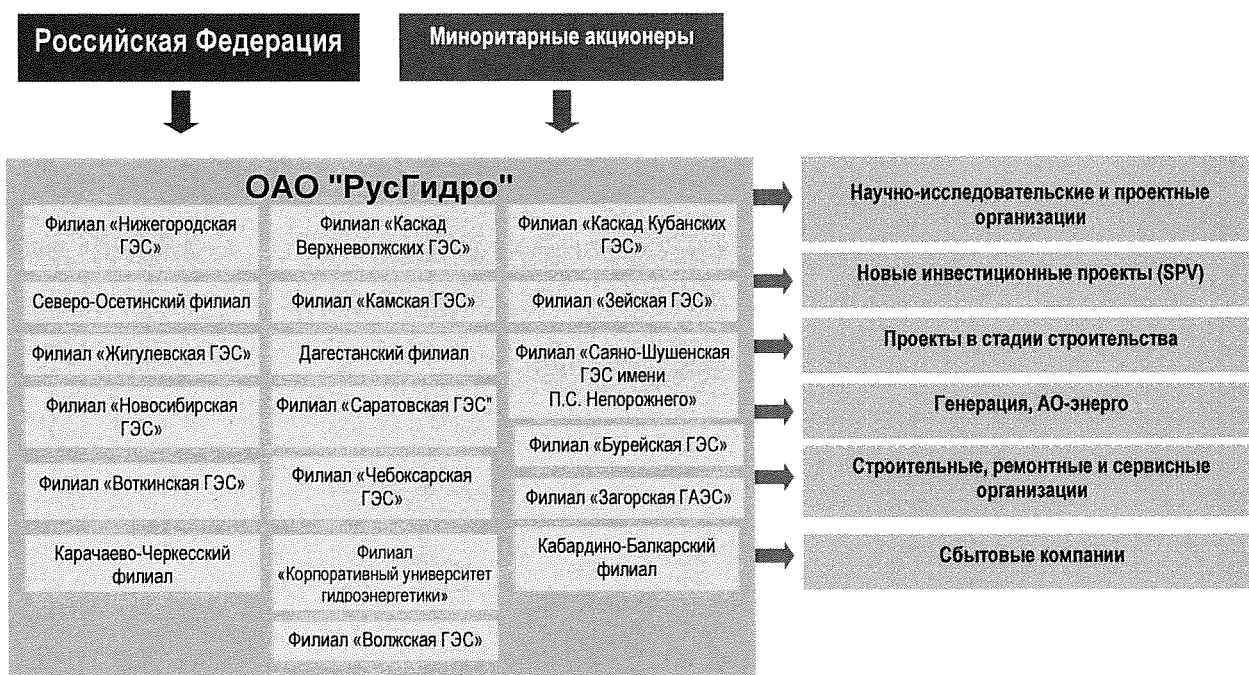 Российская Федерация
Миноритарные акционеры
ОАО "РусГидро"
Филиал «Нижегородская
ГЭС»
Северо-Осетинский филиал
Филиал «Жигулевская ГЭС»
Филиал «Новосибирская
ГЭС»
Филиал «Воткинская ГЭС»
Карачаево-Черкесский
филиал
Филиал «Каскад
Верхневолжских ГЭС»
Филиал «Камская ГЭС»
Дагестанский филиал
Филиал «Саратовская ГЭС"
Филиал «Чебоксарская
ГЭС»
Филиал
«Корпоративный университет
гидроэнергетики»
Филиал «Волжская ГЭС»
Филиал «Каскад Кубанских
ГЭС»
Филиал «Зейская ГЭС»
Филиал «Саяно-Шушенская
ГЭС имени
П.С. Непорожнего»
Филиал «Бурейская ГЭС»
Филиал «Загорская ГАЭС»
Кабардино-Балкарский
филиал
Научно-исследовательские и проектные
организации
Новые инвестиционные проекты (SPV)
Проекты в стадии строительства
Генерация, АО-энерго
Строительные, ремонтные и сервисные
организации
Сбытовые компании